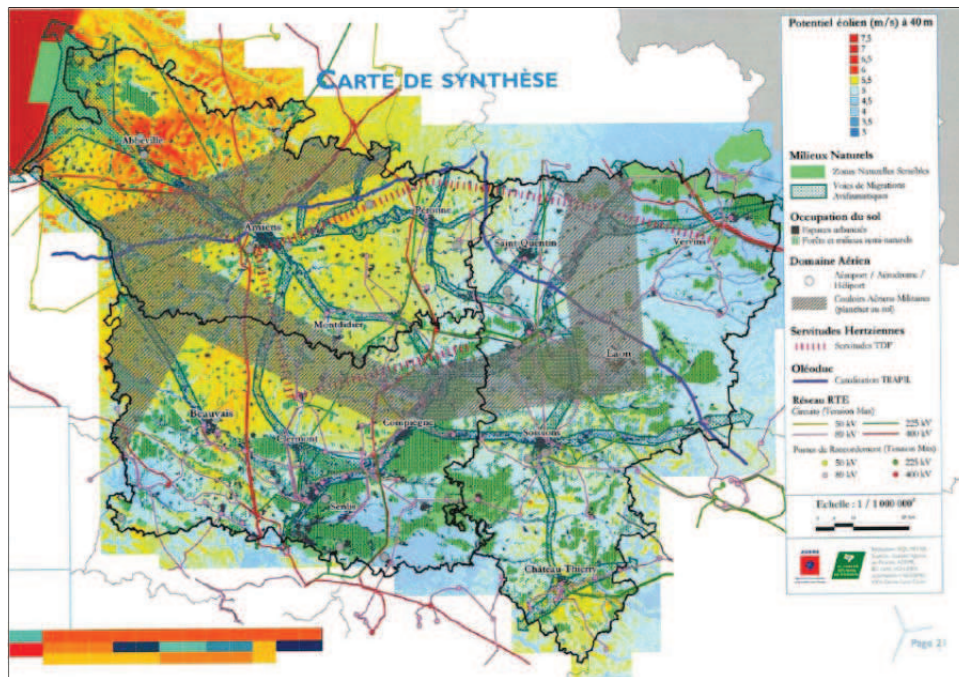 CARTE DE SYNTHÈSE
Potentiel éolien (m/s) à 40 m
7,5
7
6,5
6
5,5
5
4,5
4
3,5
3
Milieux Naturels
Zones Naturelles Sensibles
Voies de Migrations
Avifaunistiques
Occupation du sol
Espaces urbanisés
Forêts et milieux semi-naturels
Domaine Aérien
Aéroport / Aérodrome /
Héliport
Couloirs Aériens Militaires
(plancher au sol)
Servitudes Hertziennes
Servitudes TDF
Oléoduc
Canalisation TRAPIL
Réseau RTE
Circuits (Tension Max)
50 kV
225 kV
400 kV
Postes de Raccordement (Tension Max)
50 kV
225 kV
400 kV
Echelle : 1 / 1 000 000°
ADEME
Abbeville
Amiens
Péronne
Saint-Quentin
Vervins
Montdidier
Laon
Beauvais
Clermont
Compiègne
Soissons
Senlis
Château-Thierry
Page 21